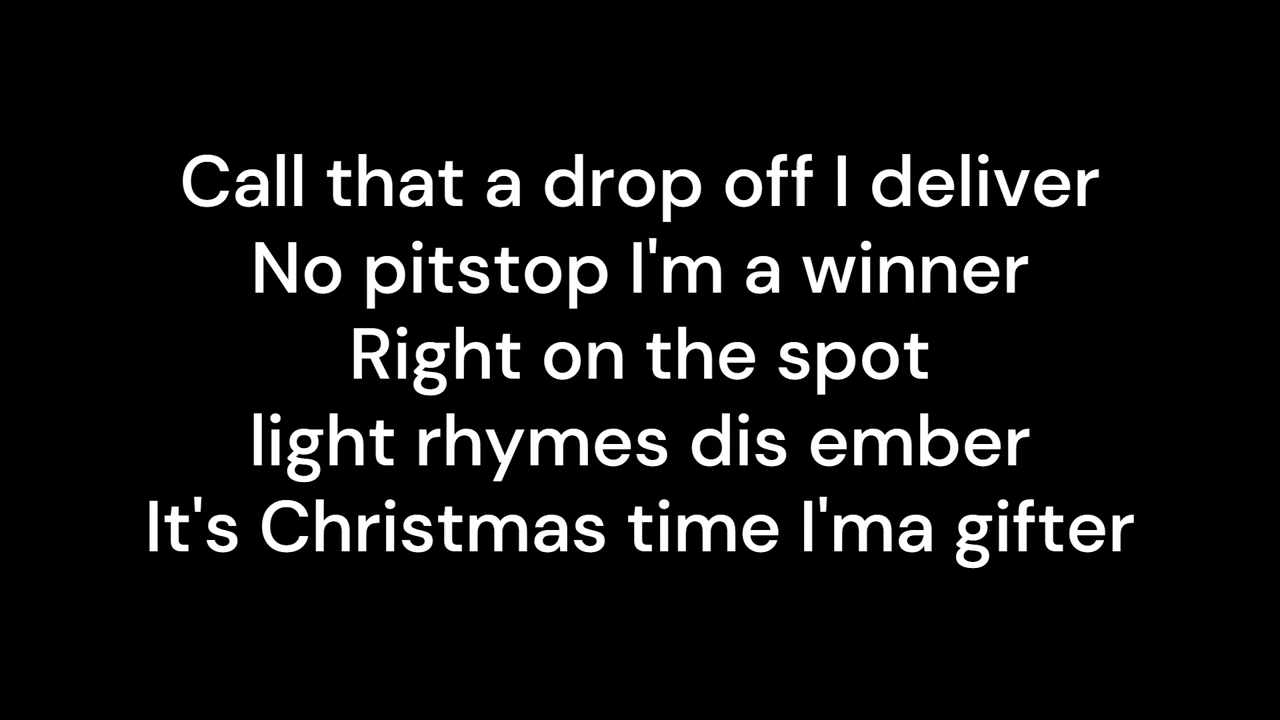 Call that a drop off I deliver
No pitstop I'm a winner
Right on the spot
light rhymes dis ember
It's Christmas time I'ma gifter